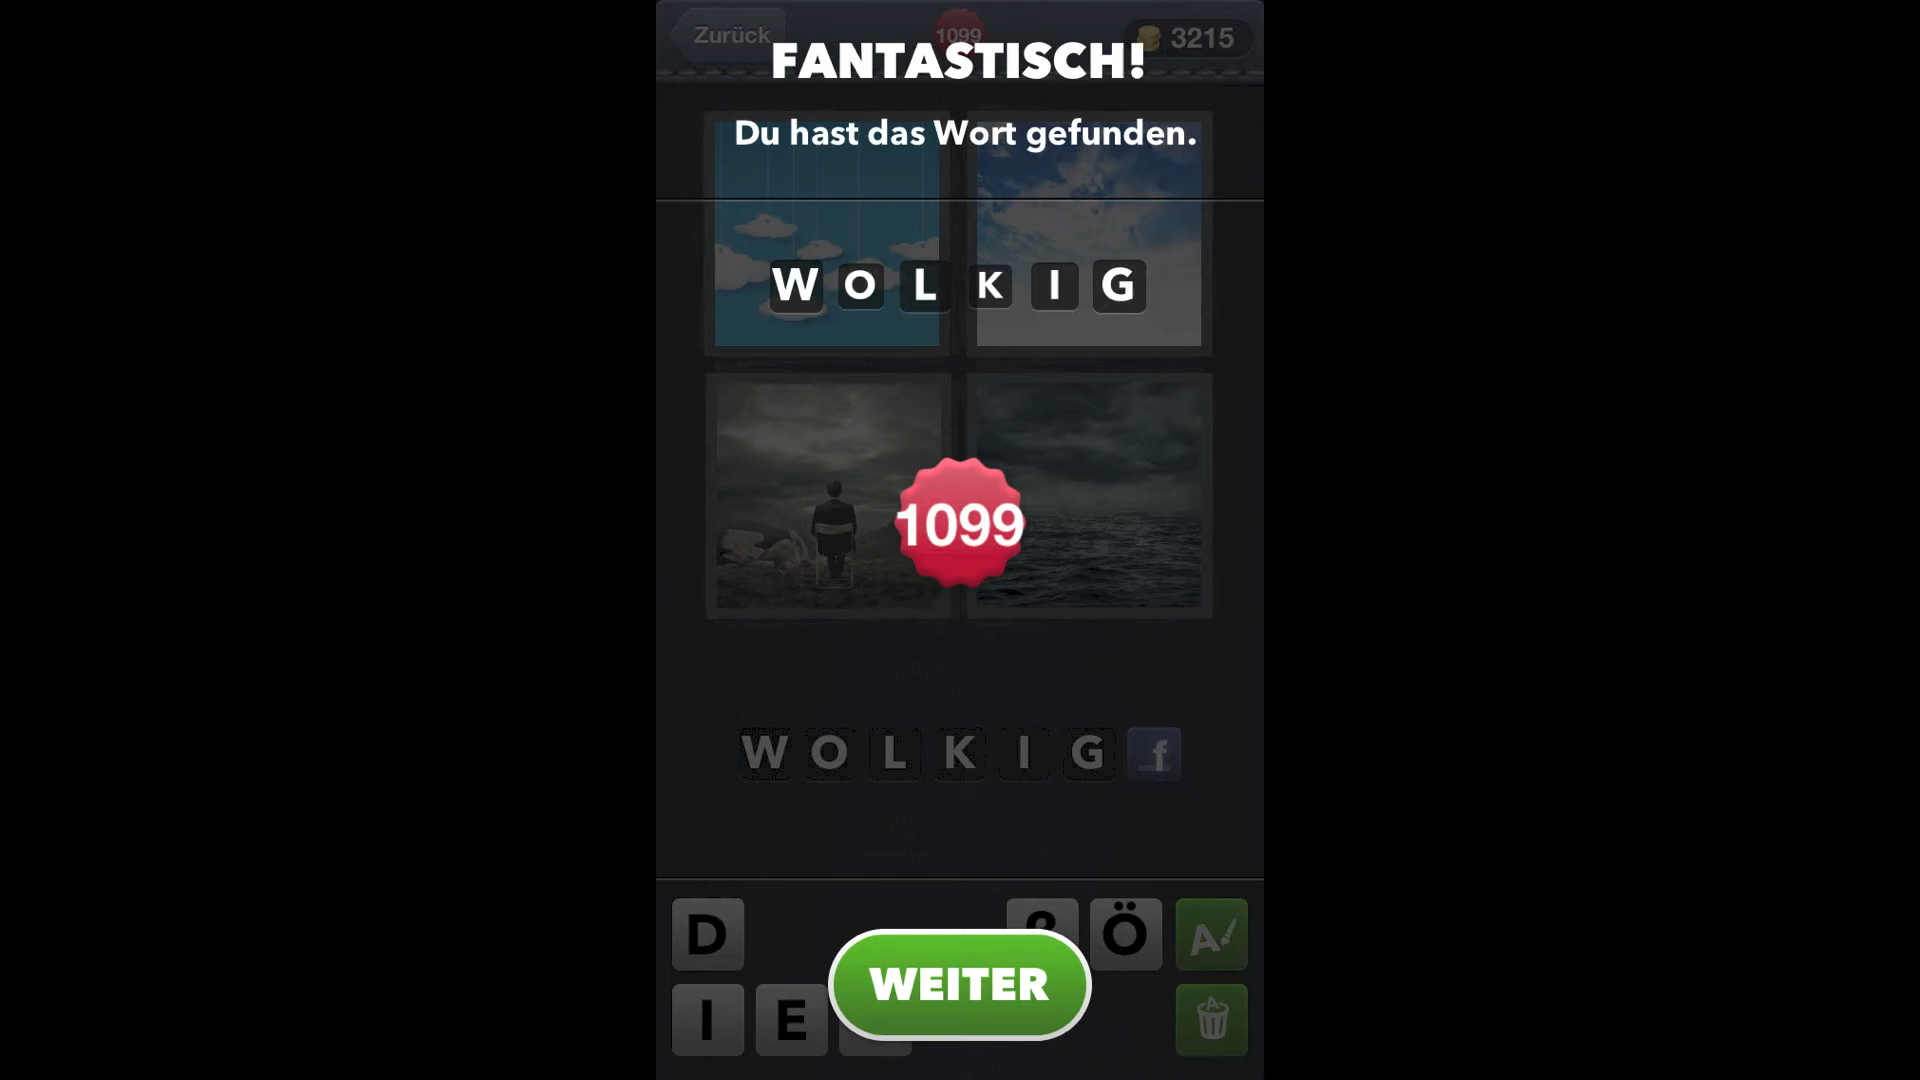 Zurück 1099 3215
FANTASTISCH!
Du hast das Wort gefunden.
WOLKIG
1099
WOLKIG f
D Ö A
I E
WEITER